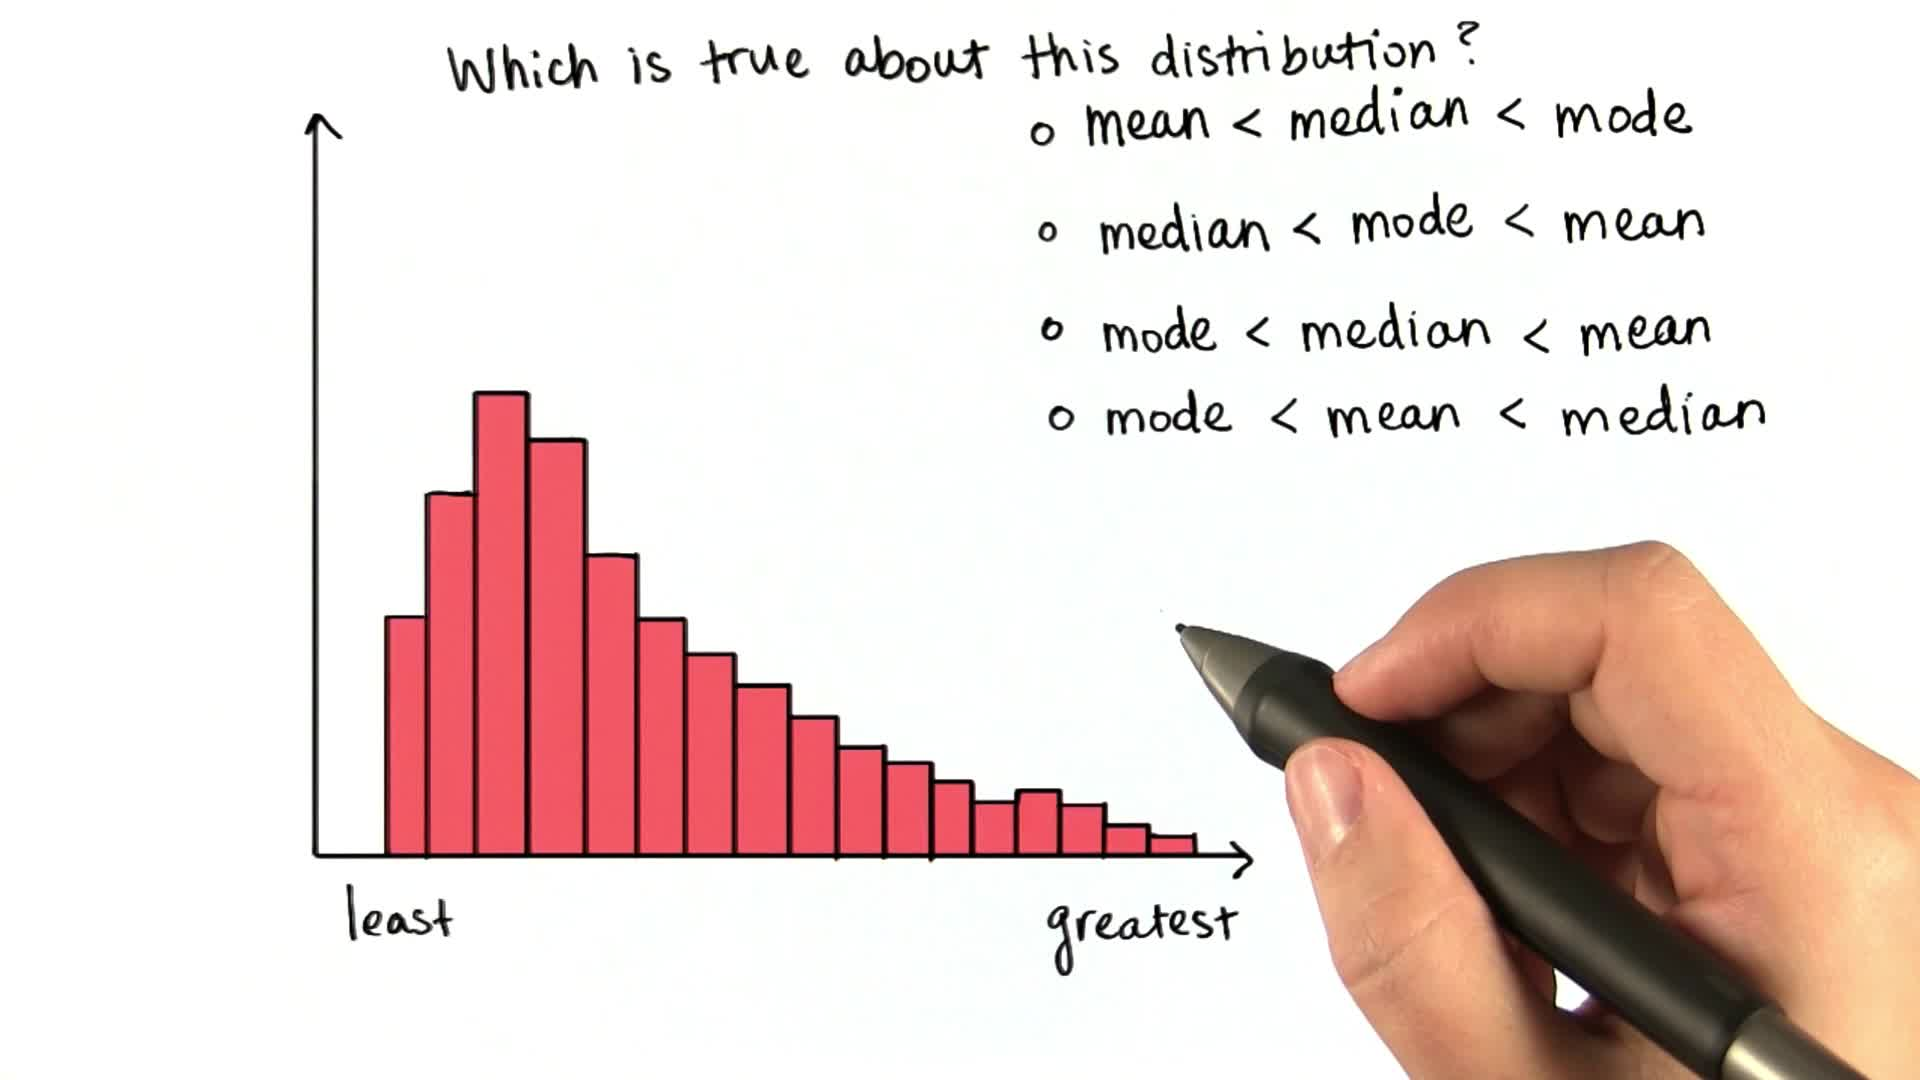 Which is true about this distribution?
o mean < median < mode
o median < mode < mean
o mode < median < mean
o mode < mean < median
least greatest